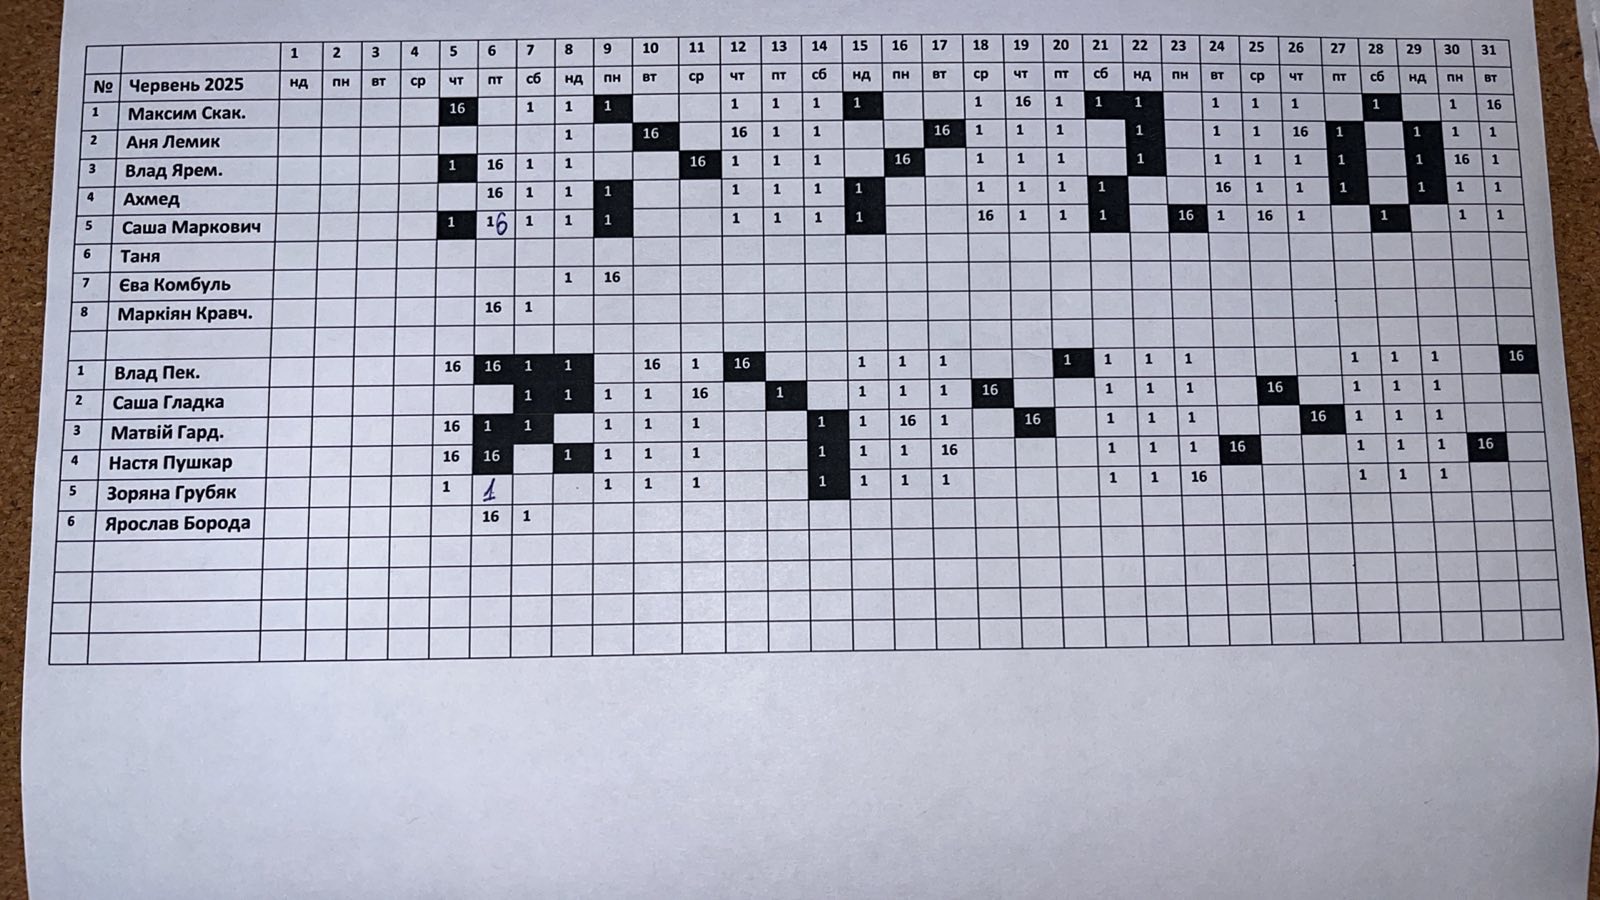 1 2 3 4 5 6 7 8 9 10 11 12 13 14 15 16 17 18 19 20 21 22 23 24 25 26 27 28 29 30 31
№ Червень 2025 нд пн вт ср чт пт сб нд пн вт ср чт пт сб нд пн вт ср чт пт сб нд пн вт ср чт пт сб нд пн вт
1 Максим Скак. 16 1 1 1 1 1 1 1 1 16 1 1 1 1 1 1 1 1 16
2 Аня Лемик 1 16 16 1 1 16 1 1 1 1 1 1 16 1 1 1 1
3 Влад Ярем. 1 16 1 1 16 1 1 1 16 1 1 1 1 1 1 1 1 1 16 1
4 Ахмед 16 1 1 1 1 1 1 1 1 1 1 1 16 1 1 1 1 1 1
5 Саша Маркович 1 16 1 1 1 1 1 1 1 16 1 1 1 16 1 16 1 1 1 1
6 Таня
7 Єва Комбуль 1 16
8 Маркіян Кравч. 16 1
1 Влад Пек. 16 16 1 1 16 1 16 1 1 1 1 1 1 1 1 1 1 16
2 Саша Гладка 1 1 1 1 16 1 1 1 1 16 1 1 1 16 1 1 1
3 Матвій Гард. 16 1 1 1 1 1 1 1 16 1 16 1 1 1 16 1 1 1
4 Настя Пушкар 16 16 1 1 1 1 1 1 1 16 1 1 1 16 1 1 1 16
5 Зоряна Грубяк 1 1 1 1 1 1 1 1 1 1 1 16 1 1 1
6 Ярослав Борода 16 1